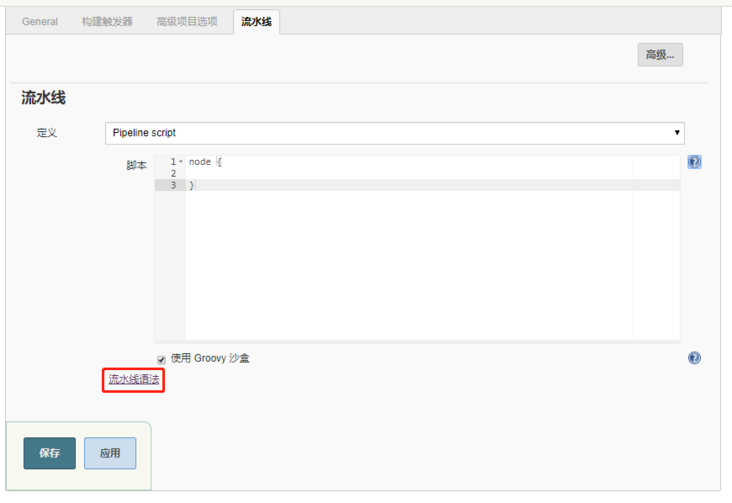 General 构建触发器 高级项目选项 流水线
高级...
流水线
定义 Pipeline script
脚本 1 node {
2
3 }
使用 Groovy 沙盒
流水线语法
保存 应用